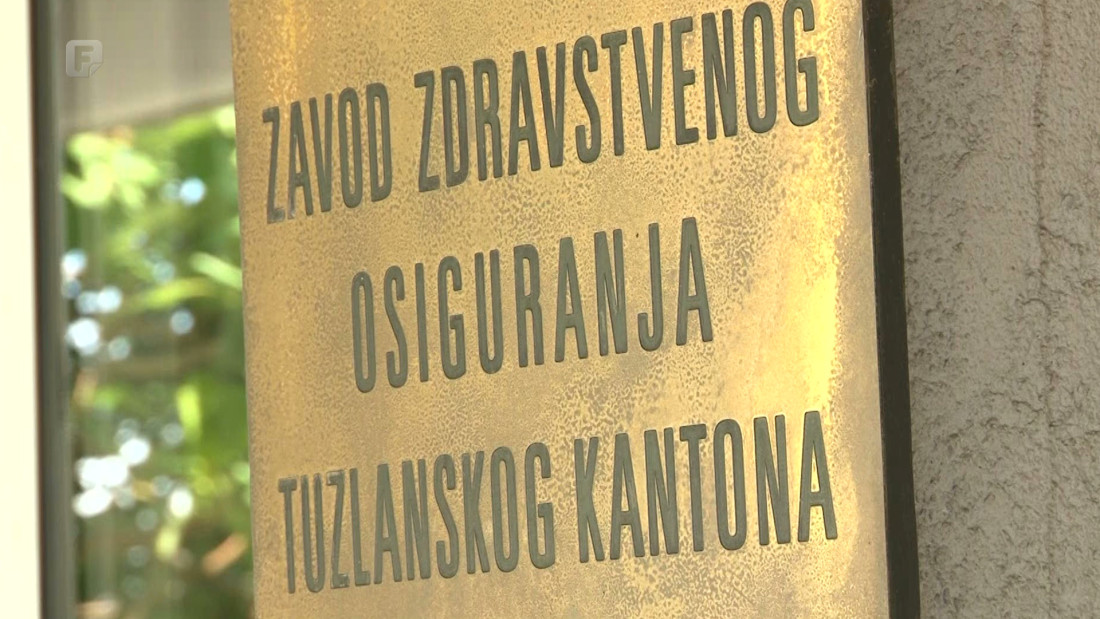 F
ZAVOD ZDRAVSTVENOG
OSIGURANJA
TUZLANSKOG KANTONA